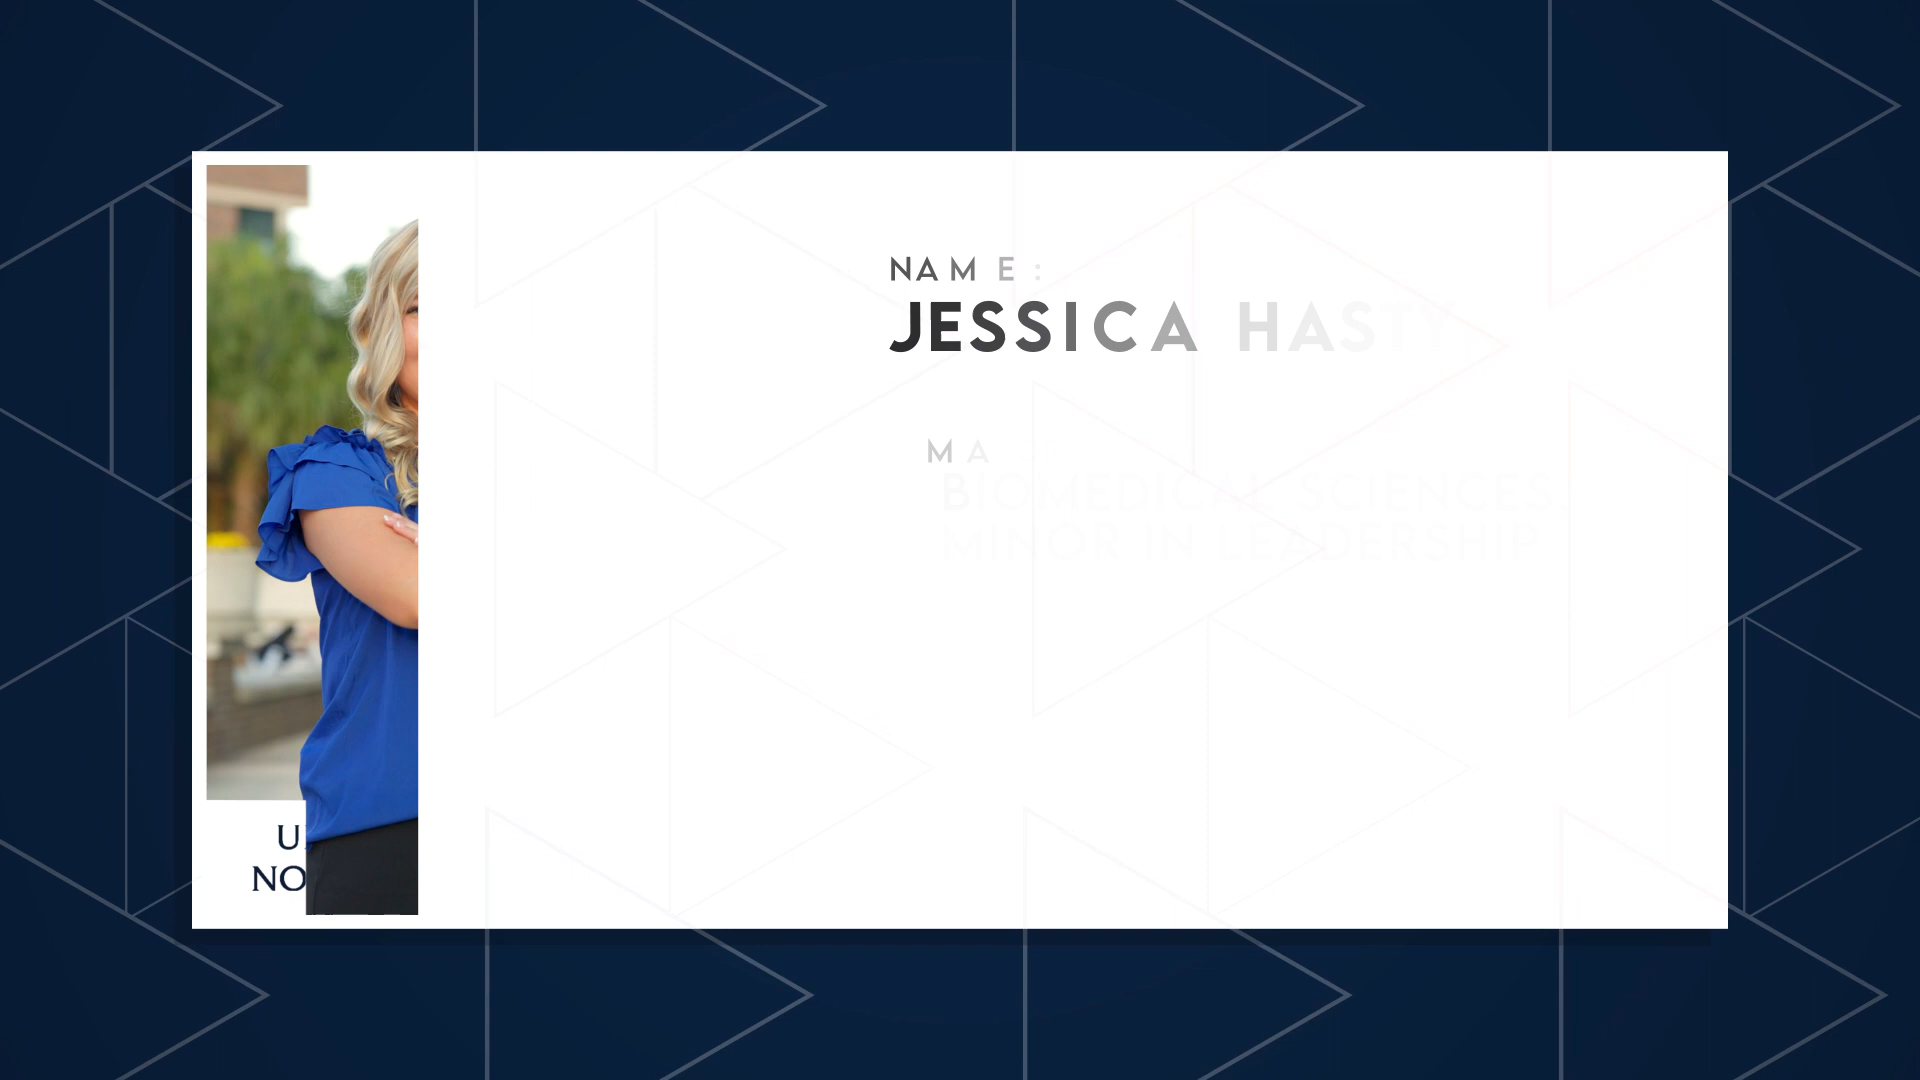 NAME:
JESSICA HASTY
MA
BIOMEDICAL SCIENCES,
MINOR IN LEADERSHIP
U
NO